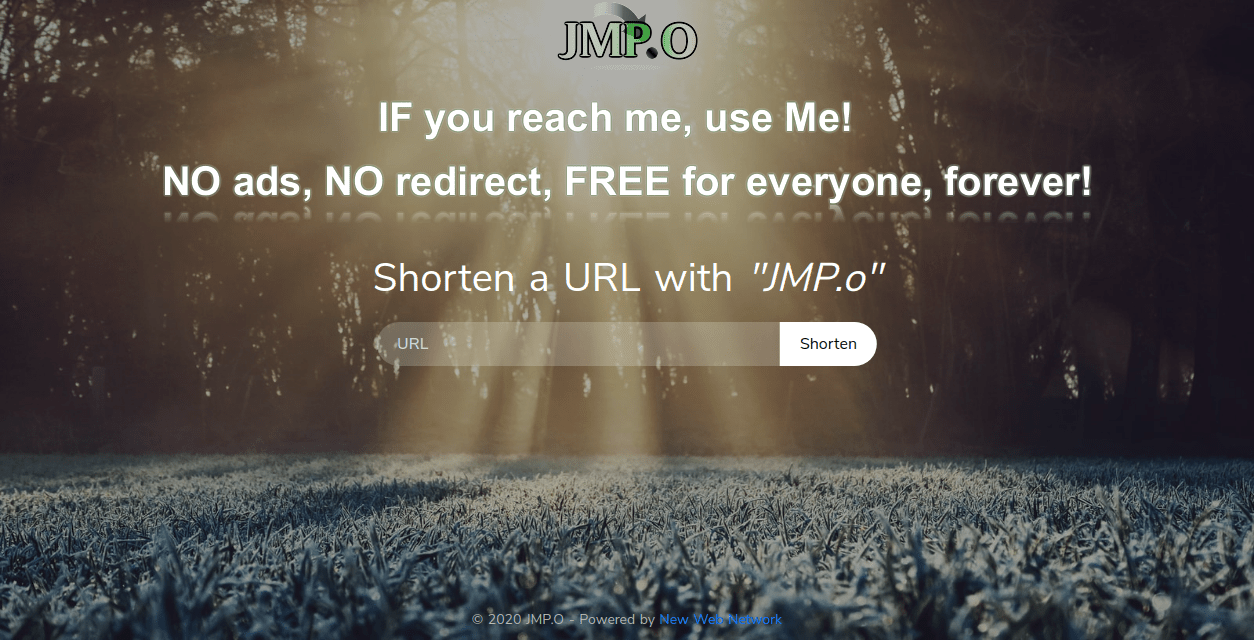 JMP.O
IF you reach me, use Me!
NO ads, NO redirect, FREE for everyone, forever!
Shorten a URL with "JMP.o"
URL Shorten
© 2020 JMP.O - Powered by New Web Network